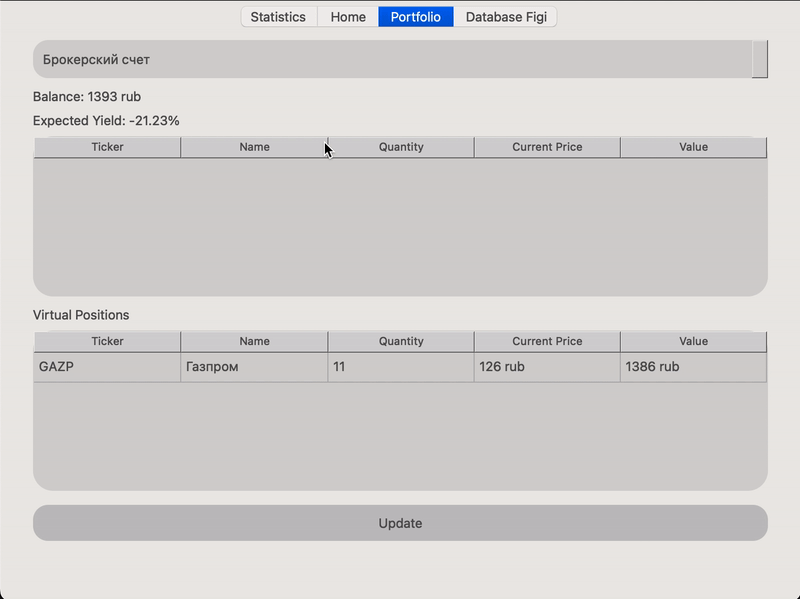 Statistics Home Portfolio Database Figi
Брокерский счет
Balance: 1393 rub
Expected Yield: -21.23%
Ticker Name Quantity Current Price Value
Virtual Positions
Ticker Name Quantity Current Price Value
GAZP Газпром 11 126 rub 1386 rub
Update